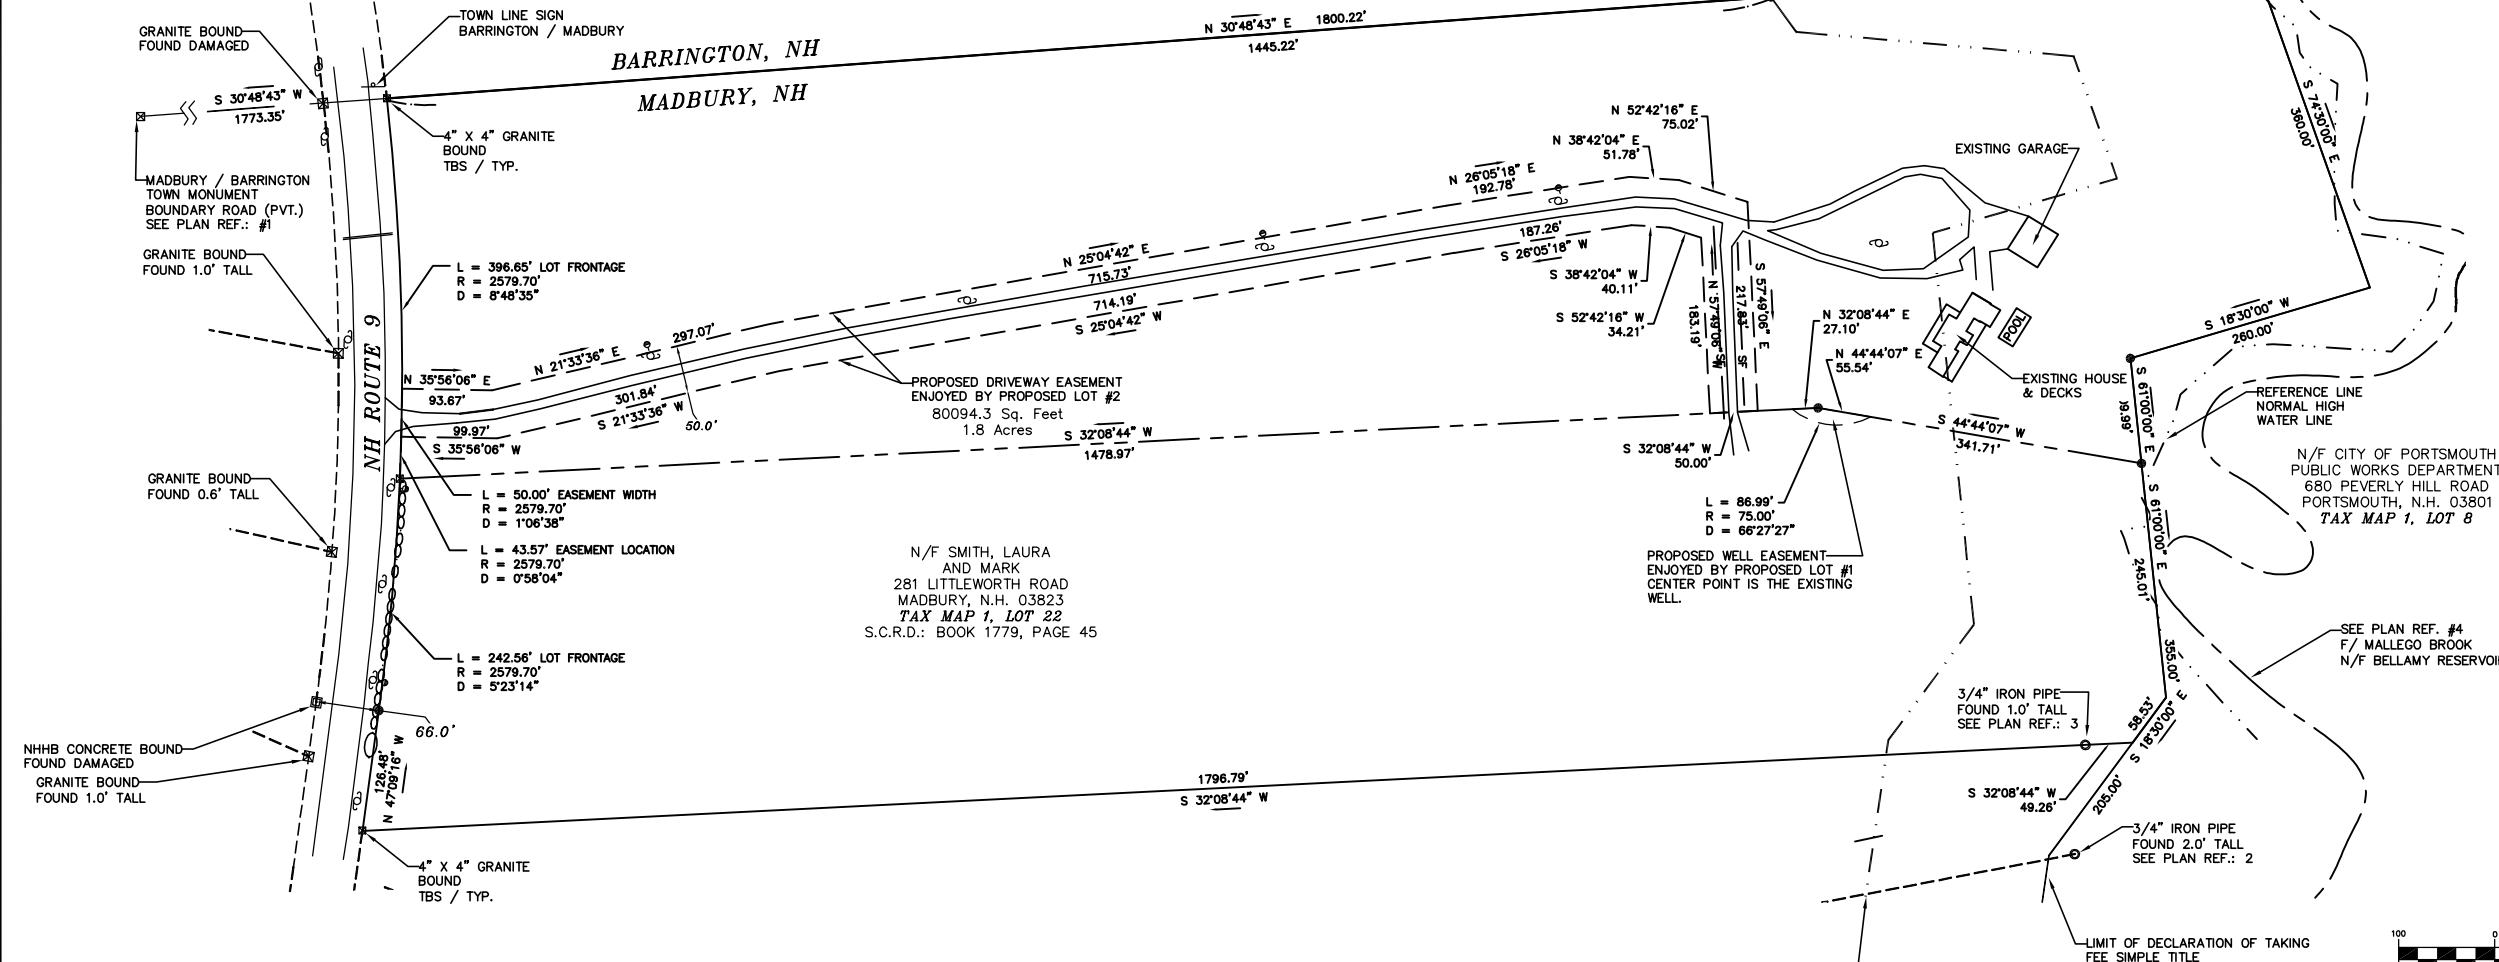 TOWN LINE SIGN
BARRINGTON / MADBURY
GRANITE BOUND
FOUND DAMAGED
BARRINGTON, NH
MADBURY, NH
N 30°48'43" E 1800.22'
1445.22'
S 30°48'43" W
1773.35'
4" X 4" GRANITE
BOUND
TBS / TYP.
MADBURY / BARRINGTON
TOWN MONUMENT
BOUNDARY ROAD (PVT.)
SEE PLAN REF.: #1
GRANITE BOUND
FOUND 1.0' TALL
L = 396.65' LOT FRONTAGE
R = 2579.70'
D = 8°48'35"
NH ROUTE 9
N 52°42'16" E
75.02'
N 38°42'04" E
51.78'
N 26°05'18" E
192.78'
187.26'
S 26°05'18" W
N 25°04'42" E
715.73'
714.19'
S 25°04'42" W
S 38°42'04" W
40.11'
S 52°42'16" W
34.21'
EXISTING GARAGE
S 74°30'00" E
360.00'
S 18°30'00" W
260.00'
183.19'
N 57°49'06" W
217.83'
SF
S 57°49'06" E
N 32°08'44" E
27.10'
N 44°44'07" E
55.54'
POOL
EXISTING HOUSE
& DECKS
S 61°00'00" E
REFERENCE LINE
NORMAL HIGH
WATER LINE
297.07'
N 21°33'36" E
N 35°56'06" E
93.67'
301.84'
S 21°33'36" W
50.0'
99.97'
S 35°56'06" W
PROPOSED DRIVEWAY EASEMENT
ENJOYED BY PROPOSED LOT #2
80094.3 Sq. Feet
1.8 Acres
S 32°08'44" W
1478.97'
S 32°08'44" W
50.00'
S 44°44'07" W
341.71'
N/F CITY OF PORTSMOUTH
PUBLIC WORKS DEPARTMENT
680 PEVERLY HILL ROAD
PORTSMOUTH, N.H. 03801
TAX MAP 1, LOT 8
GRANITE BOUND
FOUND 0.6' TALL
L = 50.00' EASEMENT WIDTH
R = 2579.70'
D = 1°06'38"
L = 43.57' EASEMENT LOCATION
R = 2579.70'
D = 0°58'04"
L = 86.99'
R = 75.00'
D = 66°27'27"
PROPOSED WELL EASEMENT
ENJOYED BY PROPOSED LOT #1
CENTER POINT IS THE EXISTING
WELL.
S 61°00'00" E
245.01'
N/F SMITH, LAURA
AND MARK
281 LITTLEWORTH ROAD
MADBURY, N.H. 03823
TAX MAP 1, LOT 22
S.C.R.D.: BOOK 1779, PAGE 45
L = 242.56' LOT FRONTAGE
R = 2579.70'
D = 5°23'14"
SEE PLAN REF. #4
F/ MALLEGO BROOK
N/F BELLAMY
355.00'
3/4" IRON PIPE
FOUND 1.0' TALL
SEE PLAN REF.: 3
58.53'
S 18°30'00" E
66.0'
NHHB CONCRETE BOUND
FOUND DAMAGED
GRANITE BOUND
FOUND 1.0' TALL
126.48'
N 47°09'16" W
1796.79'
S 32°08'44" W
S 32°08'44" W
49.26'
205.00'
3/4" IRON PIPE
FOUND 2.0' TALL
SEE PLAN REF.: 2
4" X 4" GRANITE
BOUND
TBS / TYP.
LIMIT OF DECLARATION OF TAKING
FEE SIMPLE TITLE
100 0